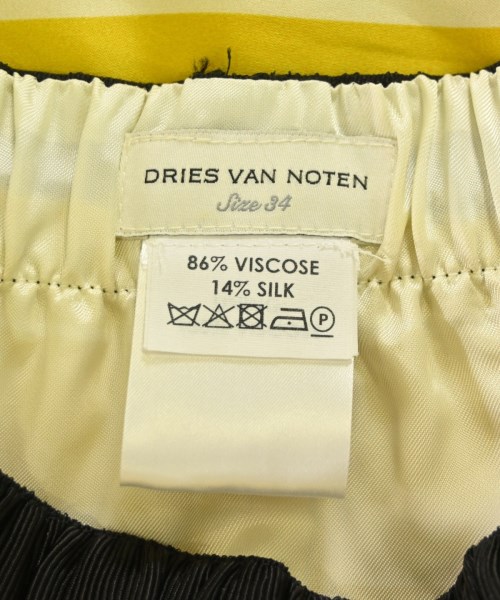 DRIES VAN NOTEN
Size 34
86% VISCOSE
14% SILK
P